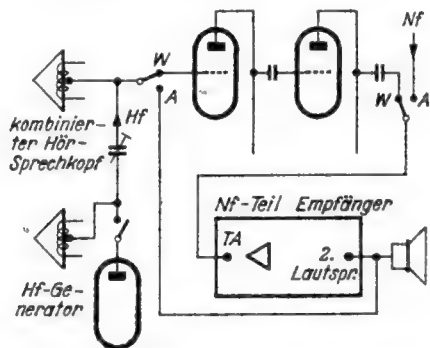 Nf
W
A
W
A
Hf
kombinier-
ter Hör-
Sprechkopf
Nf-Teil Empfänger
TA
2.
Lautspr.
Hf-Ge-
nerator